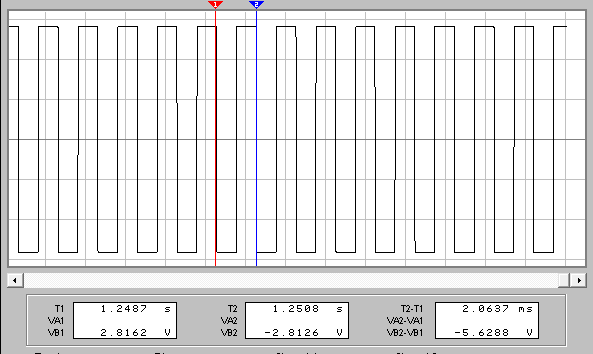 1 2
T1 1.2487 s T2 1.2508 s T2-T1 2.0637 ms
VA1 VA2 VA2-VA1
VB1 2.8162 V VB2 -2.8126 V VB2-VB1 -5.6288 V